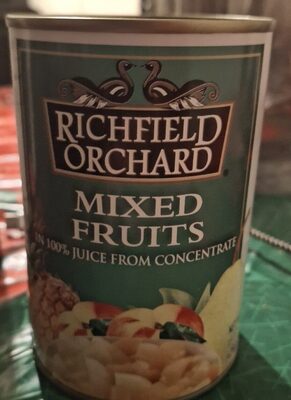 RICHFIELD
ORCHARD®
MIXED
FRUITS
IN 100% JUICE FROM CONCENTRATE